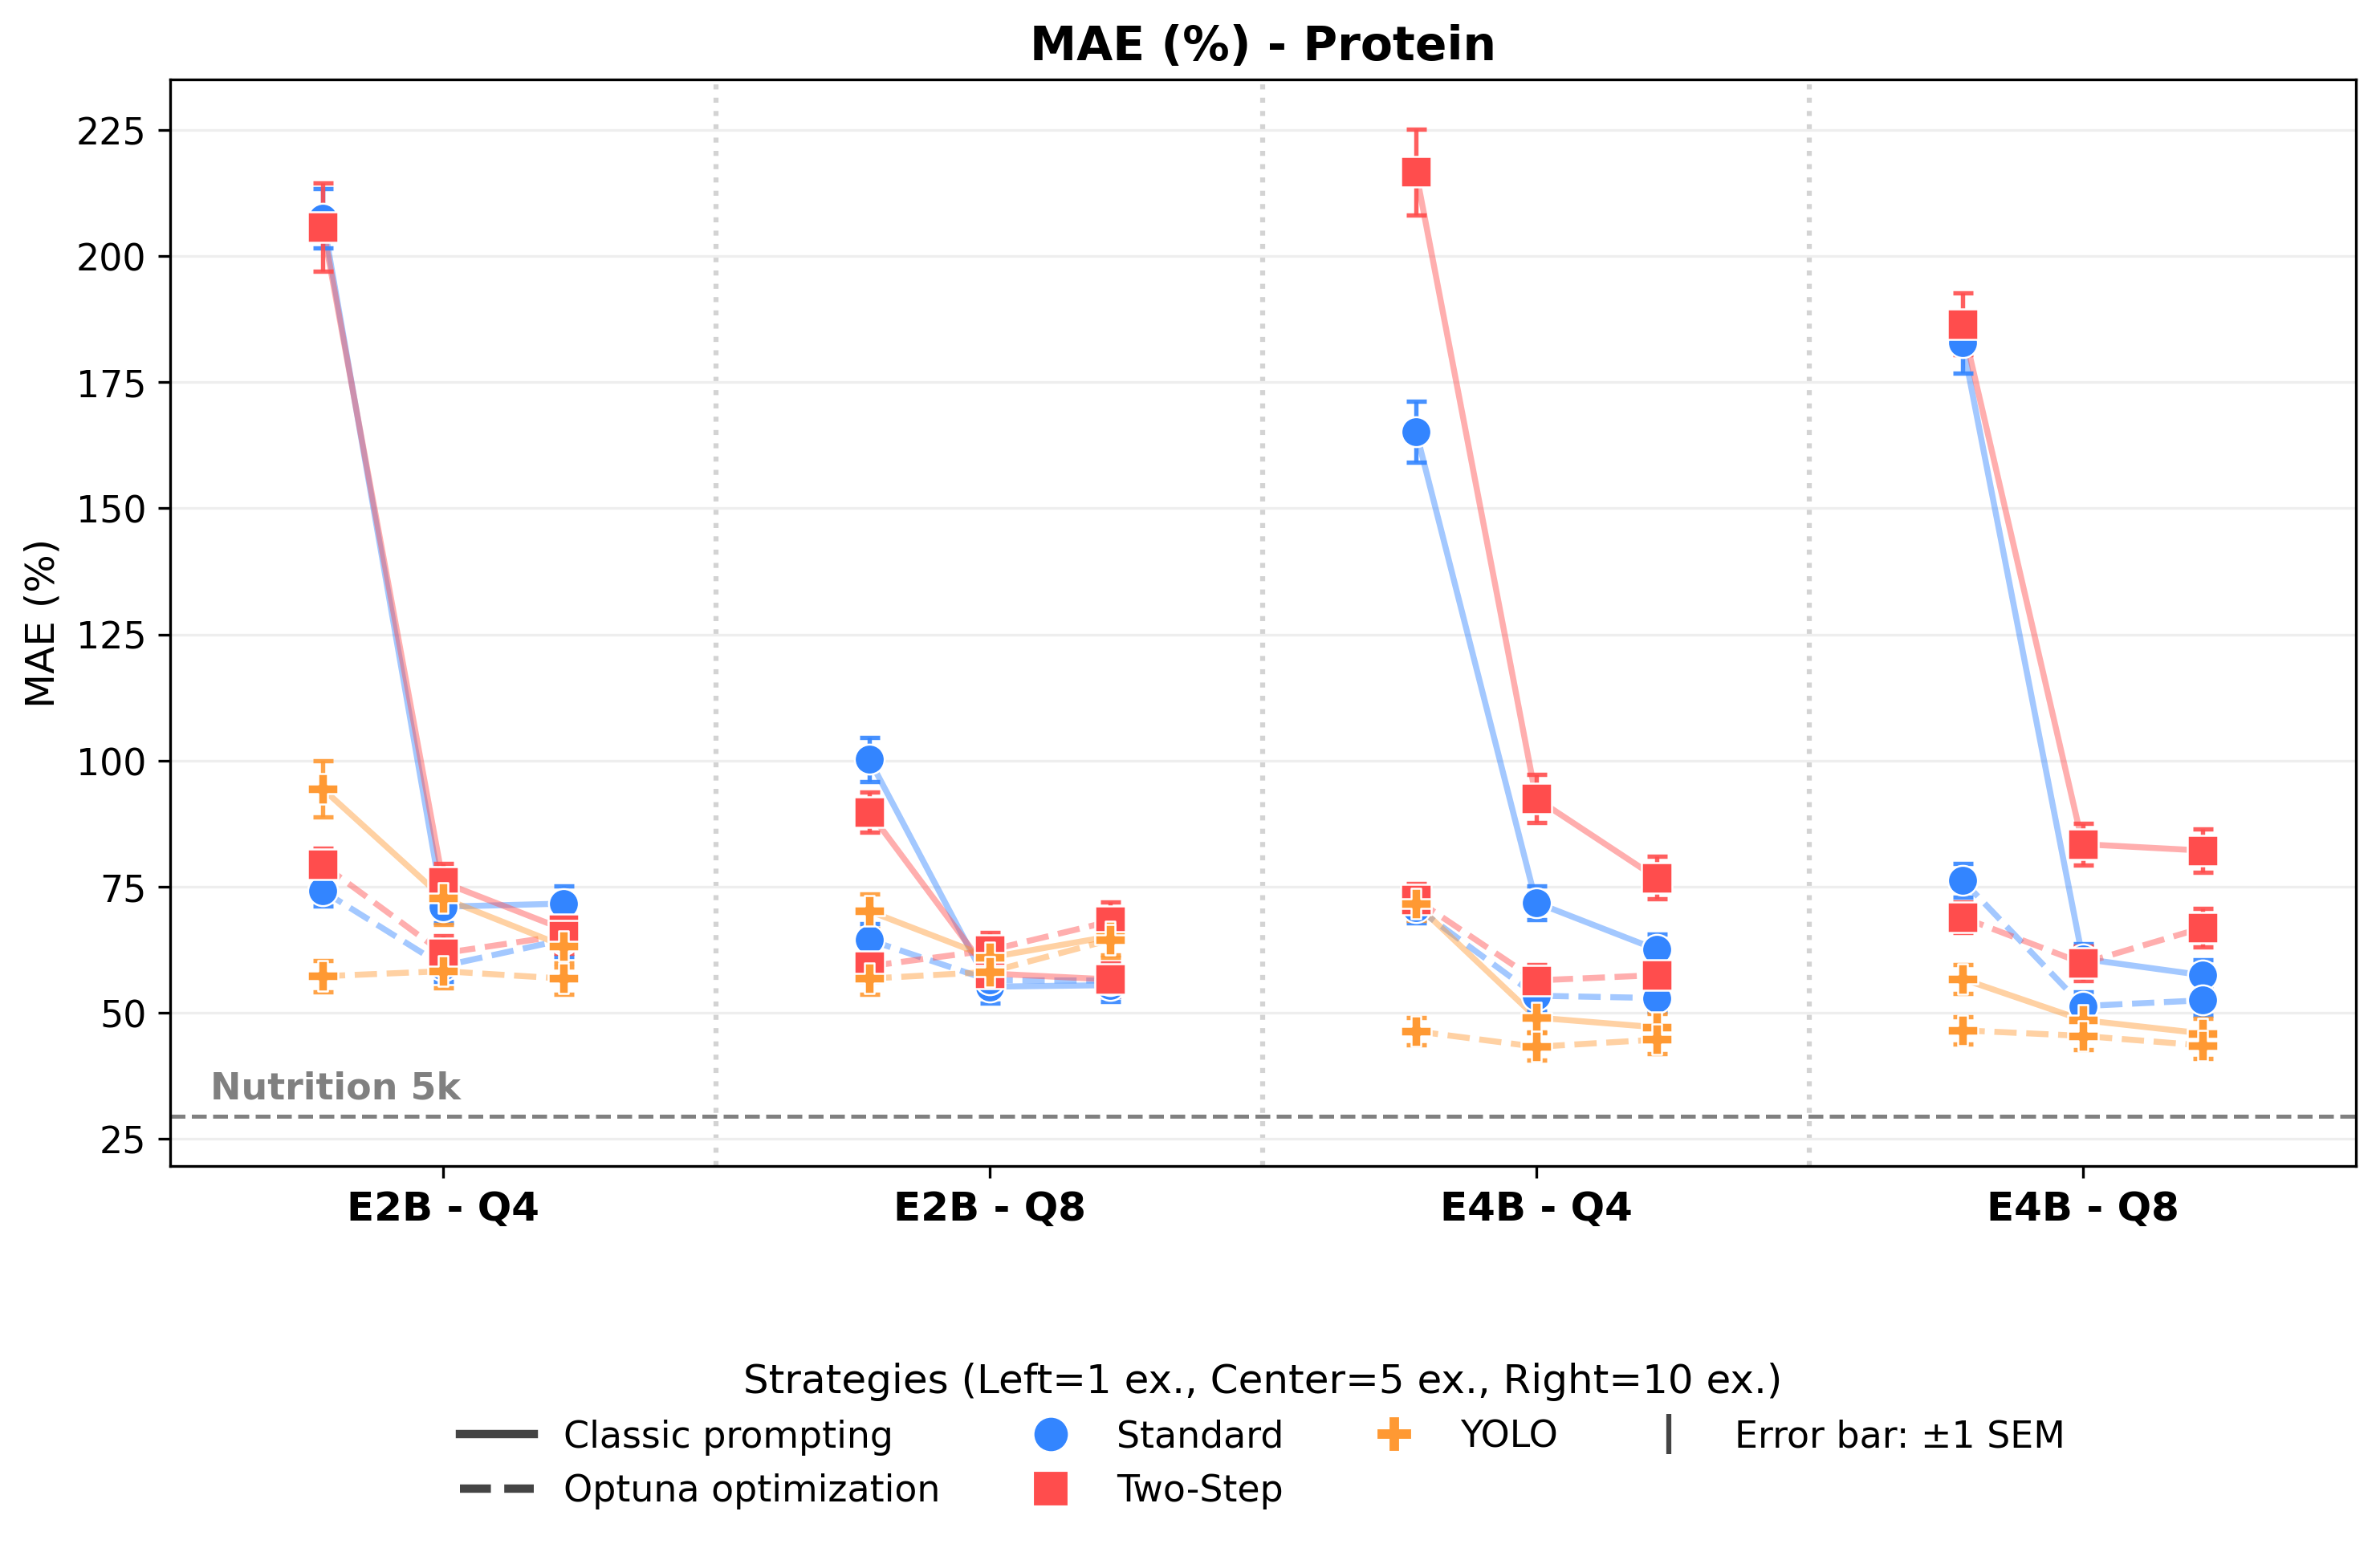 MAE (%) - Protein
MAE (%)
225
200
175
150
125
100
75
50
25
Nutrition 5k
E2B - Q4
E2B - Q8
E4B - Q4
E4B - Q8
Strategies (Left=1 ex., Center=5 ex., Right=10 ex.)
Classic prompting
Optuna optimization
Standard
Two-Step
YOLO
Error bar: ±1 SEM